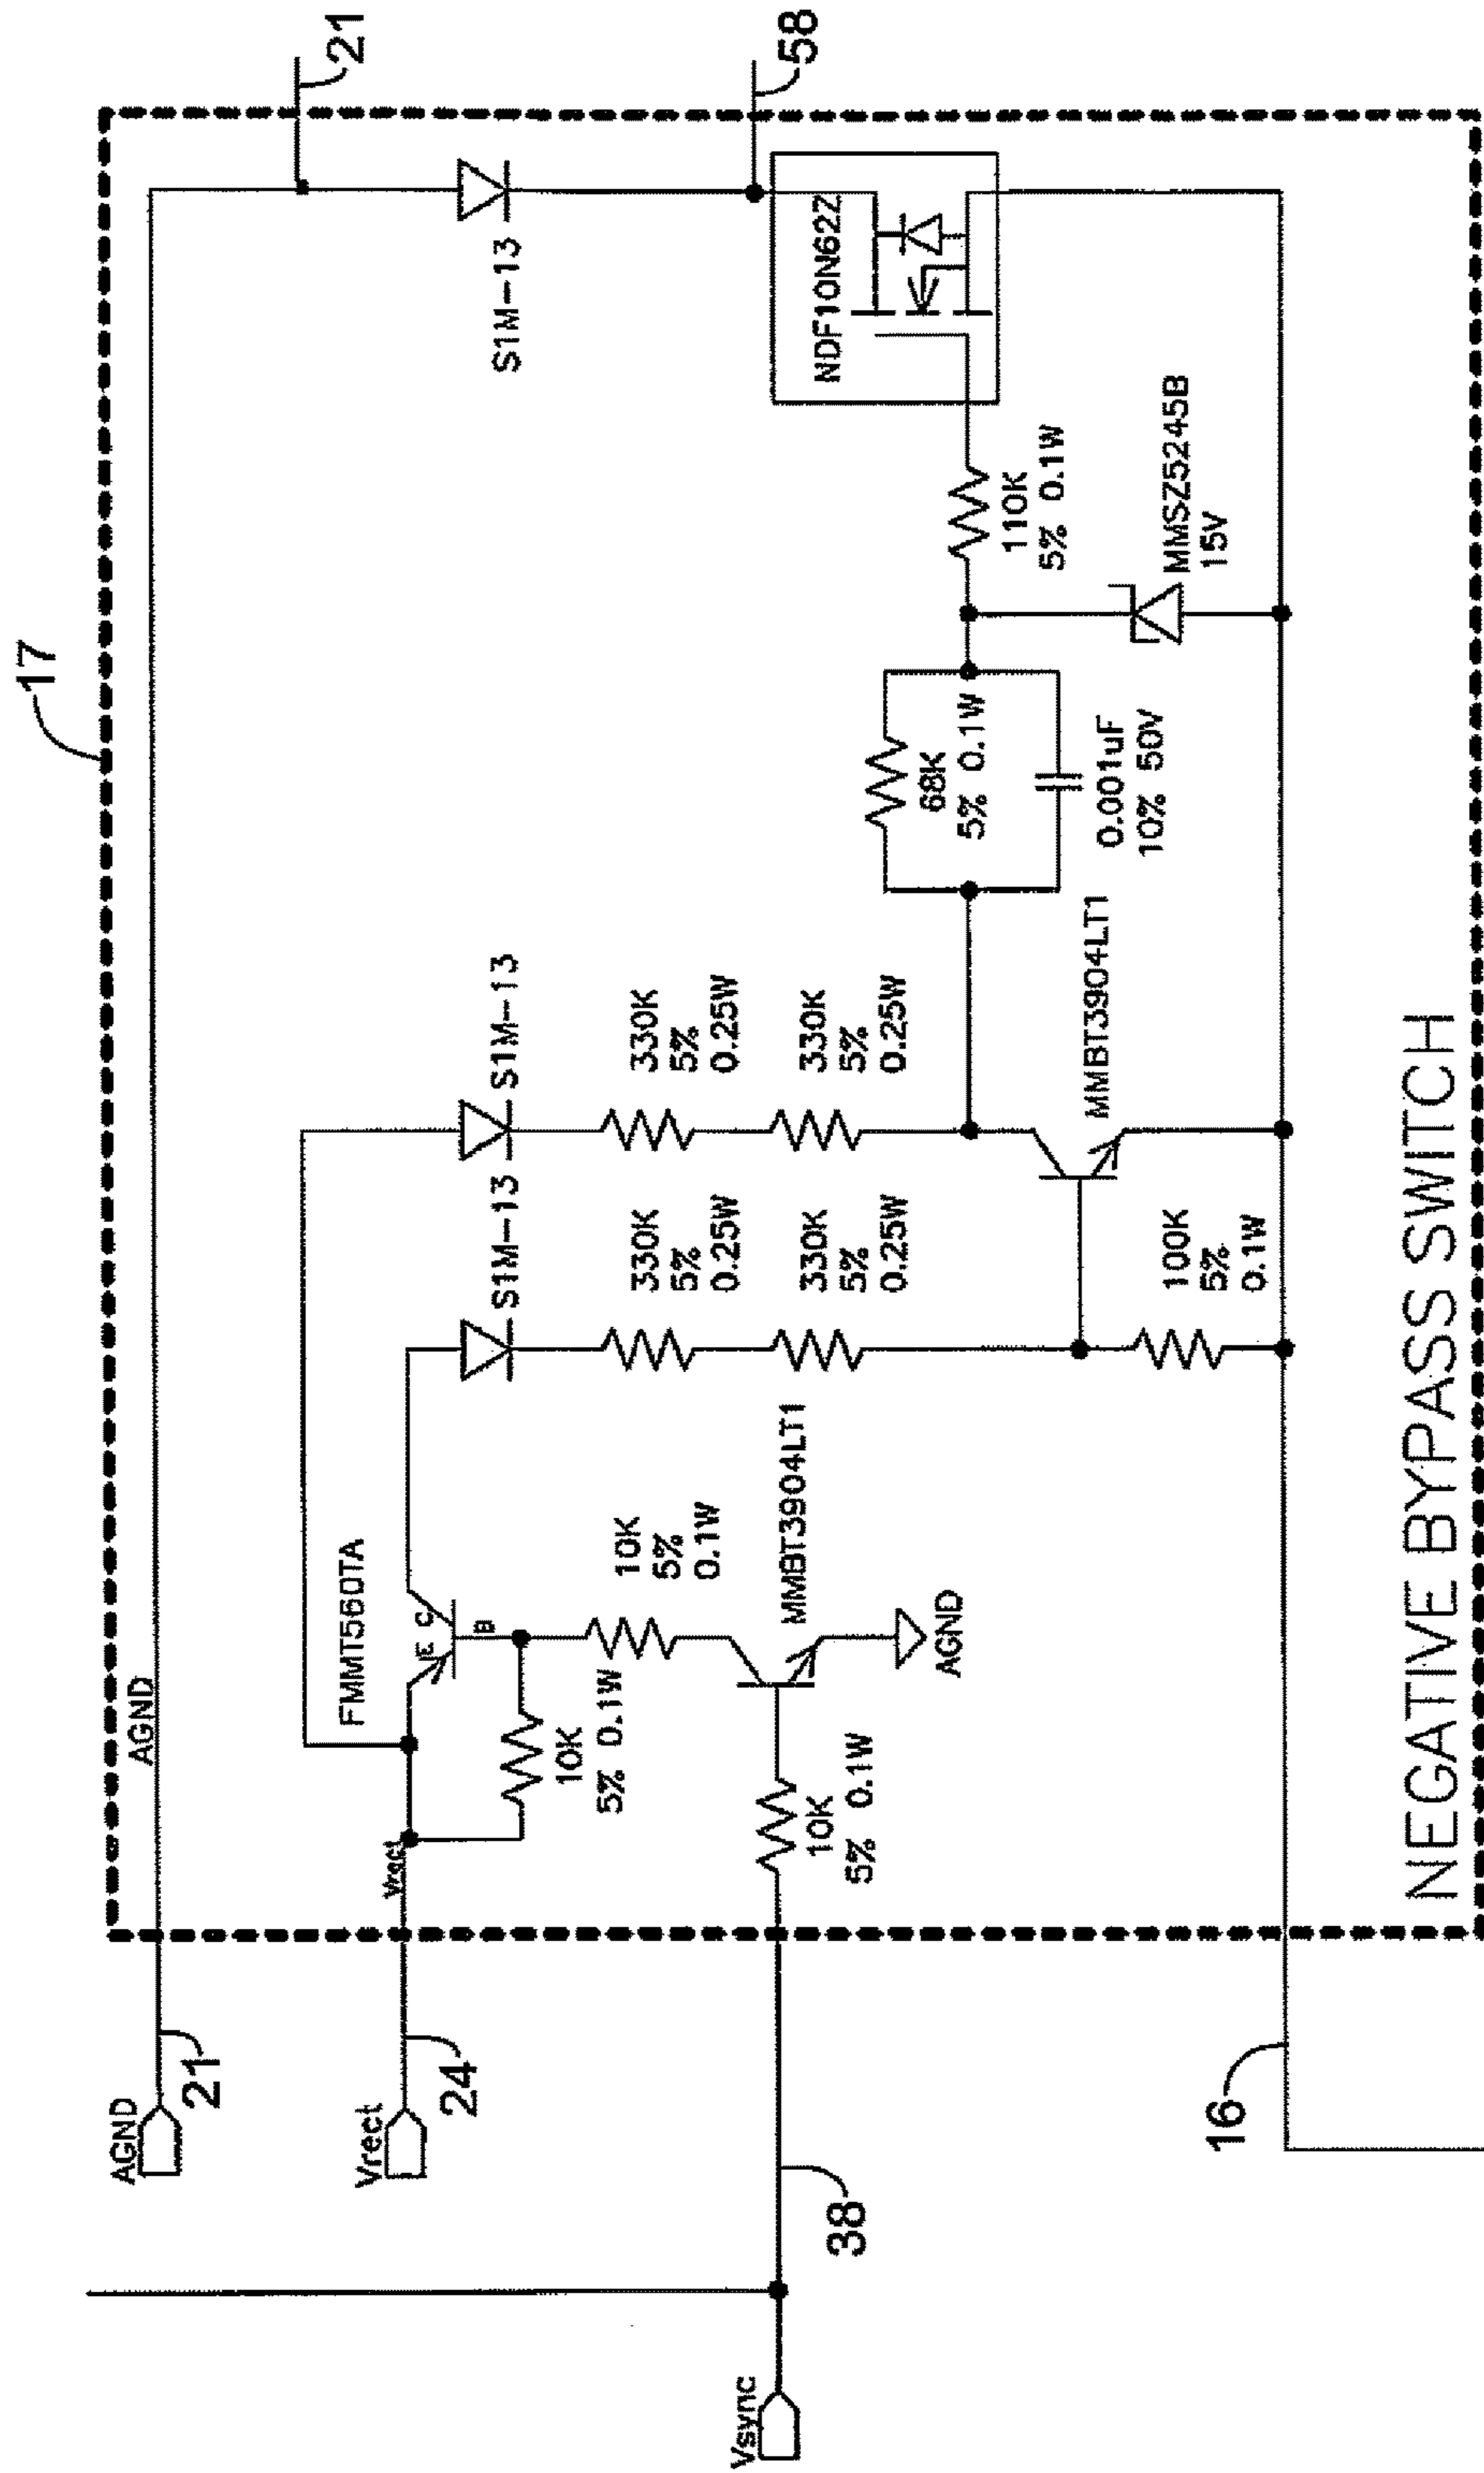 17
AGND
21
AGND
21
Vrect
24
Vrect
FMMT560TA
E
C
B
10K
5% 0.1W
10K
5%
0.1W
MMBT3904LT1
AGND
10K
5% 0.1W
Vsync
38
S1M-13
330K
5%
0.25W
330K
5%
0.25W
100K
5%
0.1W
S1M-13
330K
5%
0.25W
330K
5%
0.25W
MMBT3904LT1
68K
5% 0.1W
0.001uF
10% 50V
110K
5% 0.1W
MMSZ5245B
15V
S1M-13
58
NDF10N62Z
16
NEGATIVE BYPASS SWITCH